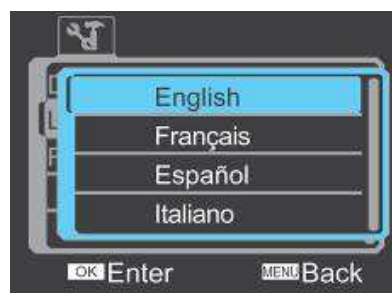 English
Français
Español
Italiano
OK Enter MENU Back